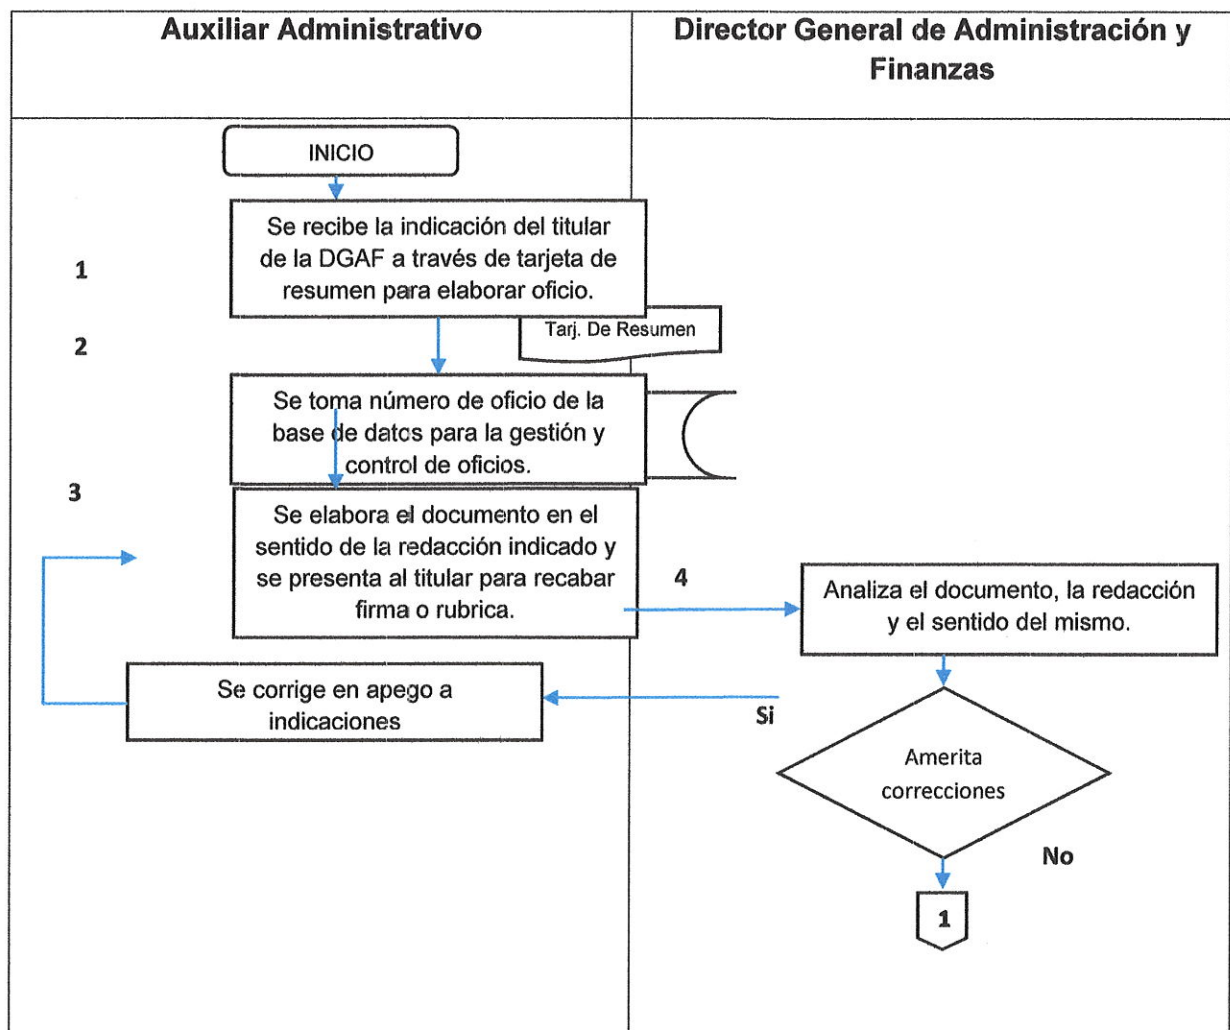 Auxiliar Administrativo
Director General de Administración y
Finanzas
INICIO
1
Se recibe la indicación del titular
de la DGAF a través de tarjeta de
resumen para elaborar oficio.
2
Tarj. De Resumen
Se toma número de oficio de la
base de datos para la gestión y
control de oficios.
3
Se elabora el documento en el
sentido de la redacción indicado y
se presenta al titular para recabar
firma o rubrica.
4
Analiza el documento, la redacción
y el sentido del mismo.
Se corrige en apego a
indicaciones
Si
Amerita
correcciones
No
1